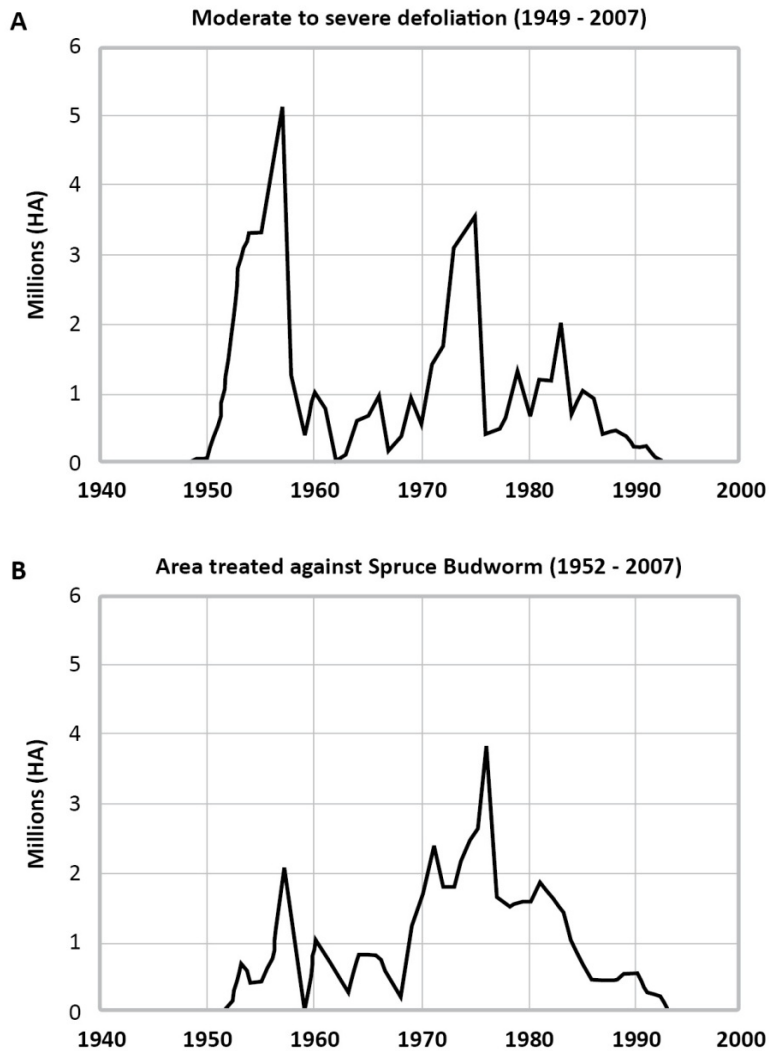 A
Moderate to severe defoliation (1949 - 2007)
Millions (HA)
6
5
4
3
2
1
0
1940 1950 1960 1970 1980 1990 2000
B
Area treated against Spruce Budworm (1952 - 2007)
Millions (HA)
6
5
4
3
2
1
0
1940 1950 1960 1970 1980 1990 2000